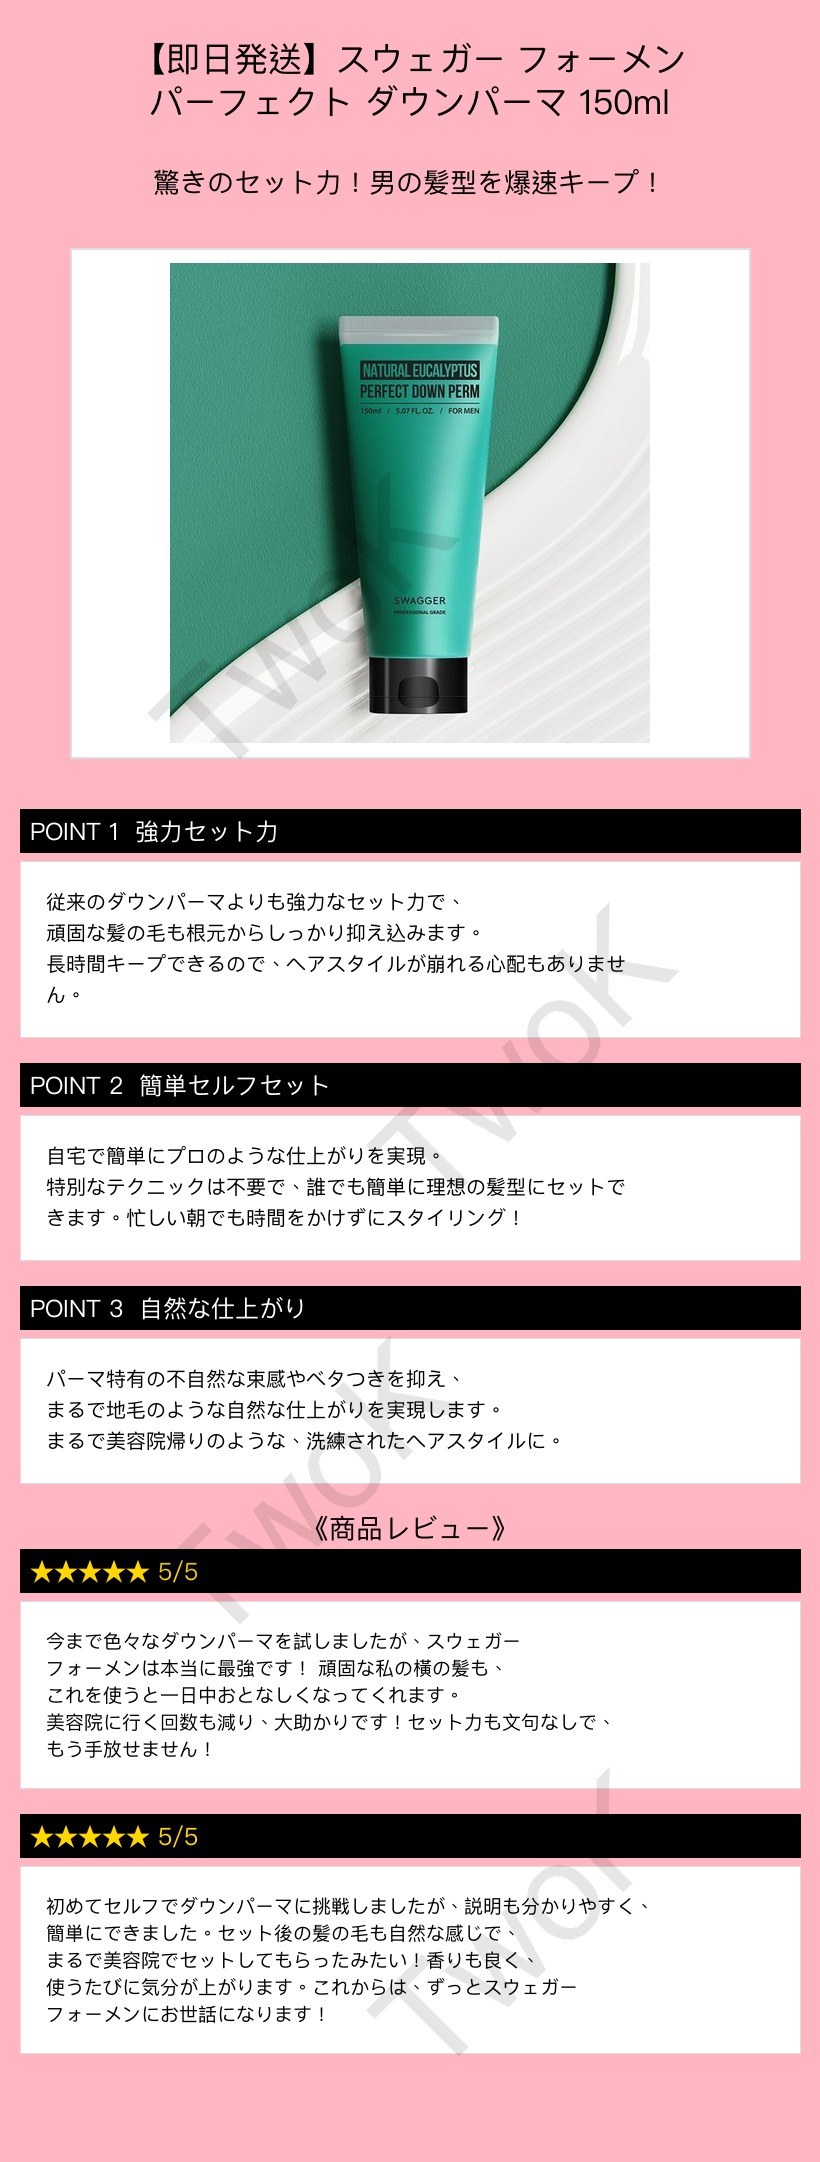 【即日発送】スウェガー フォーメン
パーフェクト ダウンパーマ 150ml
驚きのセット力！男の髪型を爆速キープ！
NATURAL EUCALYPTUS
PERFECT DOWN PERM
150ml / 5.07 FL. OZ. / FOR MEN
SWAGGER
PROFESSIONAL GRADE
TwoK
POINT 1 強力セット力
従来のダウンパーマよりも強力なセット力で、
頑固な髪の毛も根元からしっかり抑え込みます。
長時間キープできるので、ヘアスタイルが崩れる心配もありませ
ん。
TwoK
POINT 2 簡単セルフセット
自宅で簡単にプロのような仕上がりを実現。
特別なテクニックは不要で、誰でも簡単に理想の髪型にセットで
きます。忙しい朝でも時間をかけずにスタイリング！
POINT 3 自然な仕上がり
パーマ特有の不自然な束感やベタつきを抑え、
まるで地毛のような自然な仕上がりを実現します。
まるで美容院帰りのような、洗練されたヘアスタイルに。
TwoK
《商品レビュー》
★★★★★ 5/5
今まで色々なダウンパーマを試しましたが、スウェガー
フォーメンは本当に最強です！ 頑固な私の横の髪も、
これを使うと一日中おとなしくなってくれます。
美容院に行く回数も減り、大助かりです！セット力も文句なしで、
もう手放せません！
★★★★★ 5/5
初めてセルフでダウンパーマに挑戦しましたが、説明も分かりやすく、
簡単にできました。セット後の髪の毛も自然な感じで、
まるで美容院でセットしてもらったみたい！香りも良く、
使うたびに気分が上がります。これからは、ずっとスウェガー
フォーメンにお世話になります！
TwoK